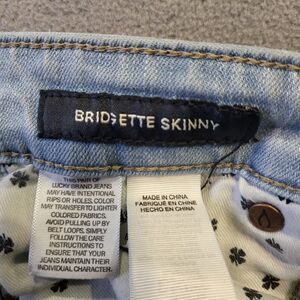 BRIDGETTE SKINNY
THIS PAIR OF
LUCKY BRAND JEANS
MAY HAVE INTENTIONAL
RIPS OR HOLES. COLOR
MAY TRANSFER TO LIGHTER
COLORED FABRICS.
AVOID PULLING UP BY
BELT LOOPS. SIMPLY
FOLLOW THE CARE
INSTRUCTIONS TO
ENSURE THAT YOUR
JEANS MAINTAIN THEIR
INDIVIDUAL CHARACTER.
MADE IN CHINA
FABRIQUÉ EN CHINE
HECHO EN CHINA